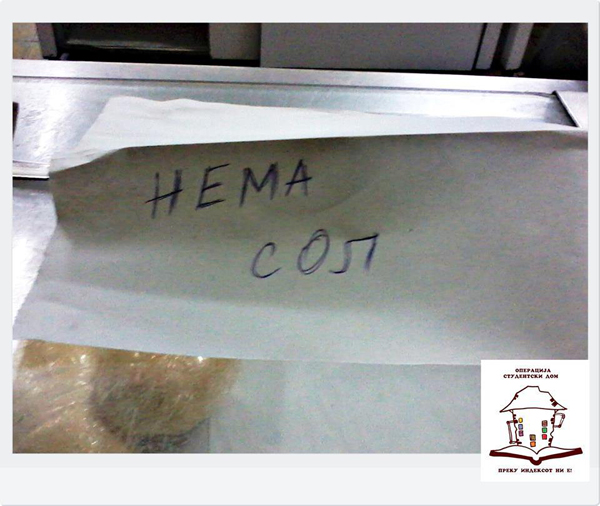 НЕМА
СОЛ
ОПЕРАЦИЈА
СТУДЕНТСКИ ДОМ
ПРЕКУ ИНДЕКСОТ НИ Е!